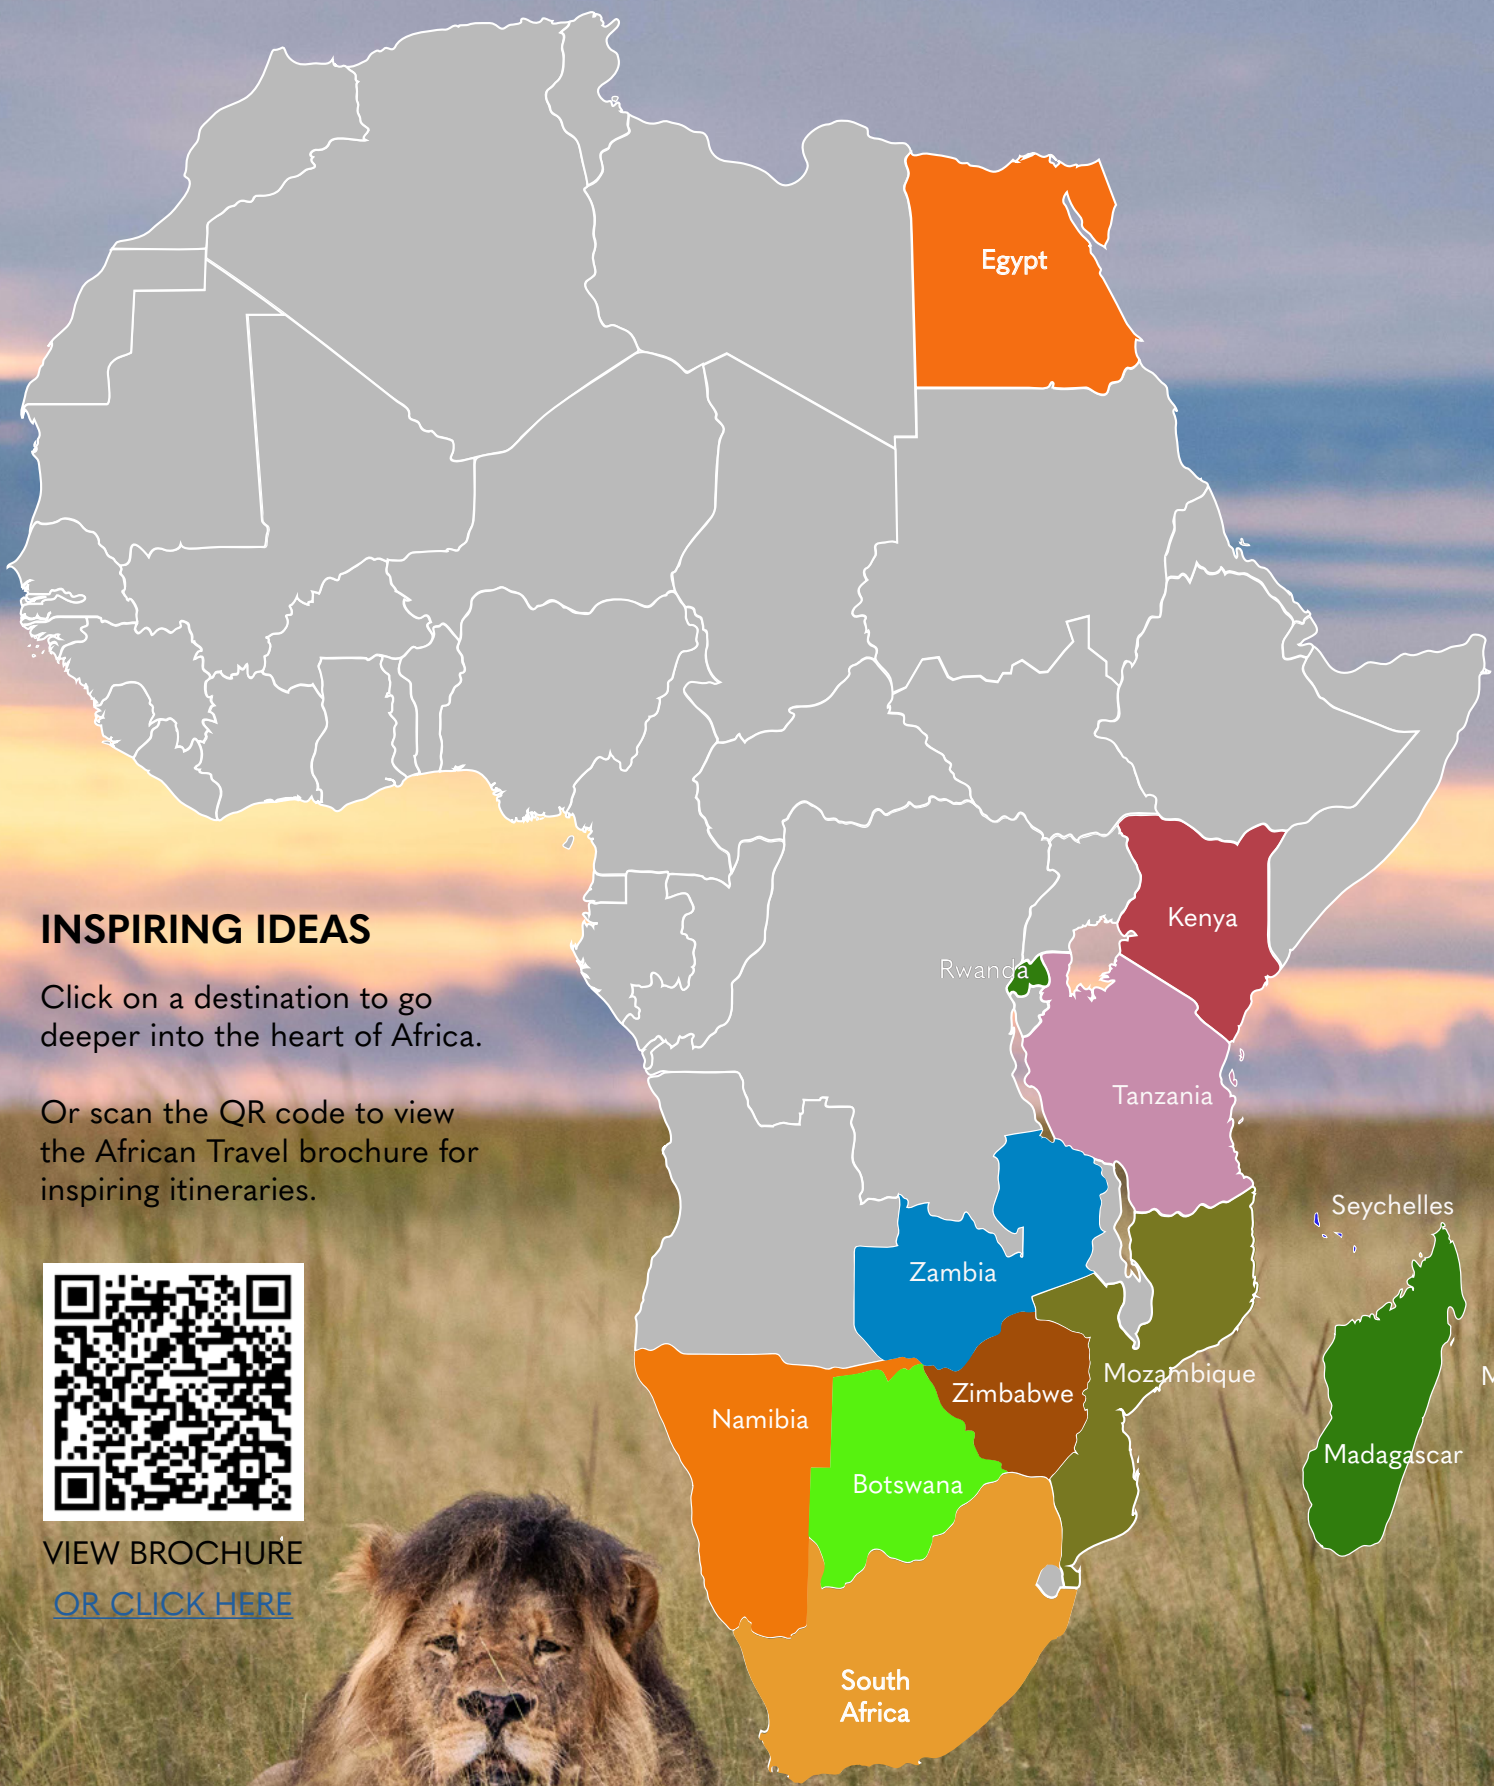 Egypt
Kenya
Rwanda
Tanzania
Seychelles
Zambia
Mozambique
Zimbabwe
Namibia
Madagascar
Botswana
South
Africa
INSPIRING IDEAS
Click on a destination to go
deeper into the heart of Africa.
Or scan the QR code to view
the African Travel brochure for
inspiring itineraries.
VIEW BROCHURE
OR CLICK HERE